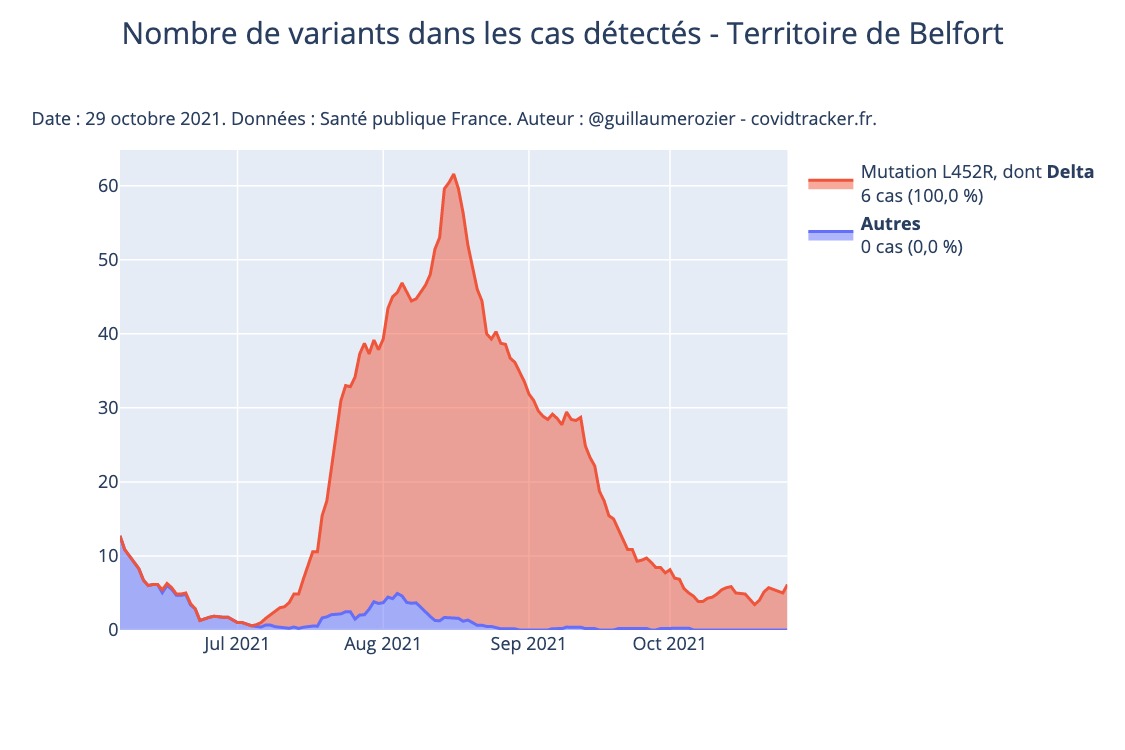 Nombre de variants dans les cas détectés - Territoire de Belfort
Date : 29 octobre 2021. Données : Santé publique France. Auteur : @guillaumerozier - covidtracker.fr.
Mutation L452R, dont Delta
6 cas (100,0 %)
Autres
0 cas (0,0 %)
60
50
40
30
20
10
0
Jul 2021
Aug 2021
Sep 2021
Oct 2021